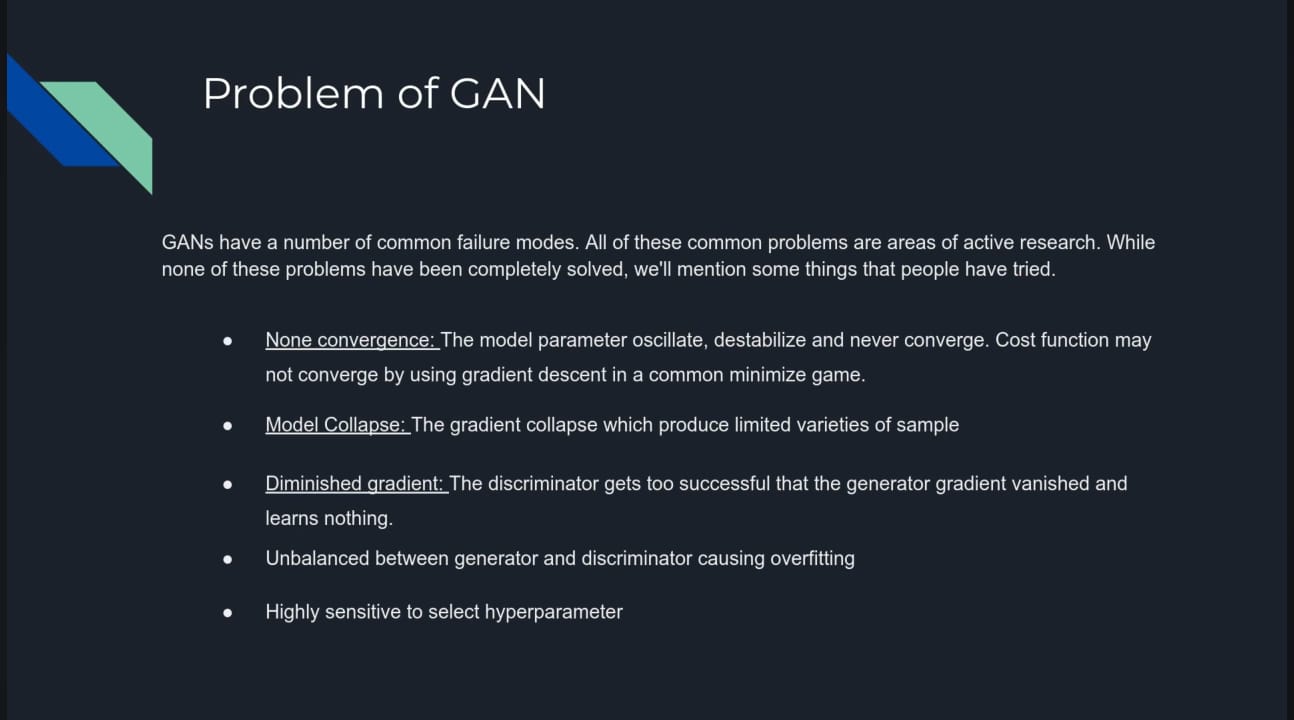 Problem of GAN
GANs have a number of common failure modes. All of these common problems are areas of active research. While
none of these problems have been completely solved, we'll mention some things that people have tried.
● None convergence: The model parameter oscillate, destabilize and never converge. Cost function may
not converge by using gradient descent in a common minimize game.
● Model Collapse: The gradient collapse which produce limited varieties of sample
● Diminished gradient: The discriminator gets too successful that the generator gradient vanished and
learns nothing.
● Unbalanced between generator and discriminator causing overfitting
● Highly sensitive to select hyperparameter